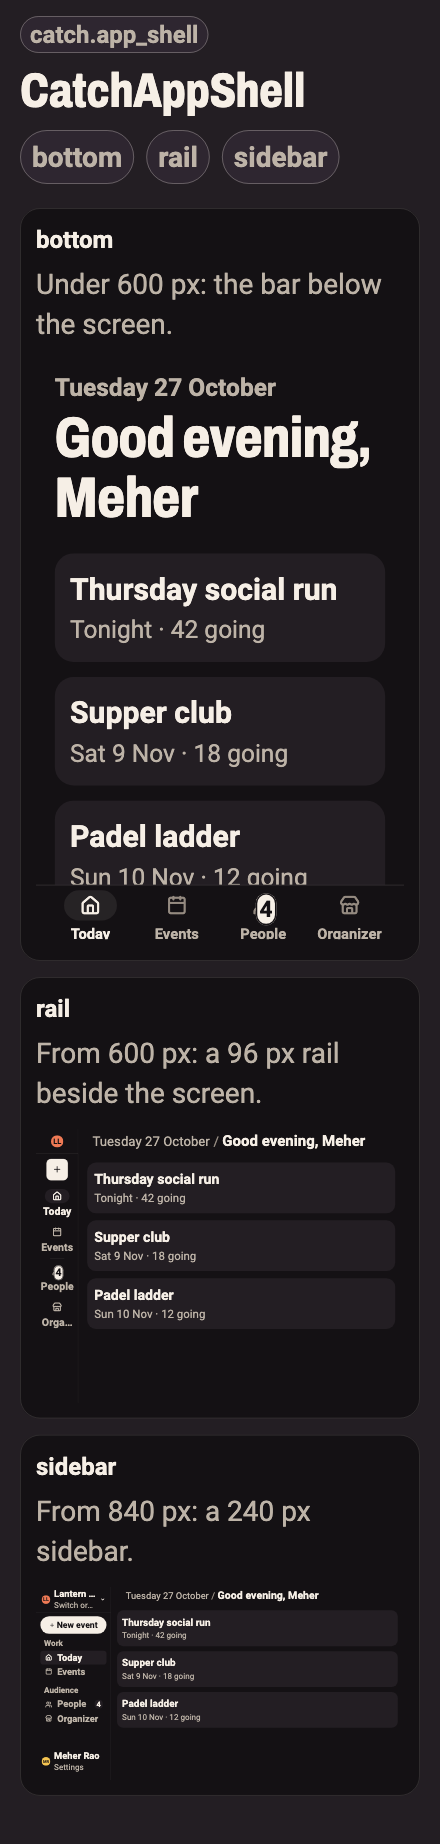 catch.app_shell
CatchAppShell
bottom
rail
sidebar
bottom
Under 600 px: the bar below
the screen.
Tuesday 27 October
Good evening,
Meher
Thursday social run
Tonight · 42 going
Supper club
Sat 9 Nov · 18 going
Padel ladder
Sun 10 Nov · 12 going
4
Today
Events
People
Organizer
rail
From 600 px: a 96 px rail
beside the screen.
LL
Tuesday 27 October / Good evening, Meher
+
Today
Events
4
People
Orga...
Thursday social run
Tonight · 42 going
Supper club
Sat 9 Nov · 18 going
Padel ladder
Sun 10 Nov · 12 going
sidebar
From 840 px: a 240 px
sidebar.
Lantern ...
Switch or...
+ New event
Work
Today
Events
Audience
People 4
Organizer
Meher Rao
Settings
Tuesday 27 October / Good evening, Meher
Thursday social run
Tonight · 42 going
Supper club
Sat 9 Nov · 18 going
Padel ladder
Sun 10 Nov · 12 going